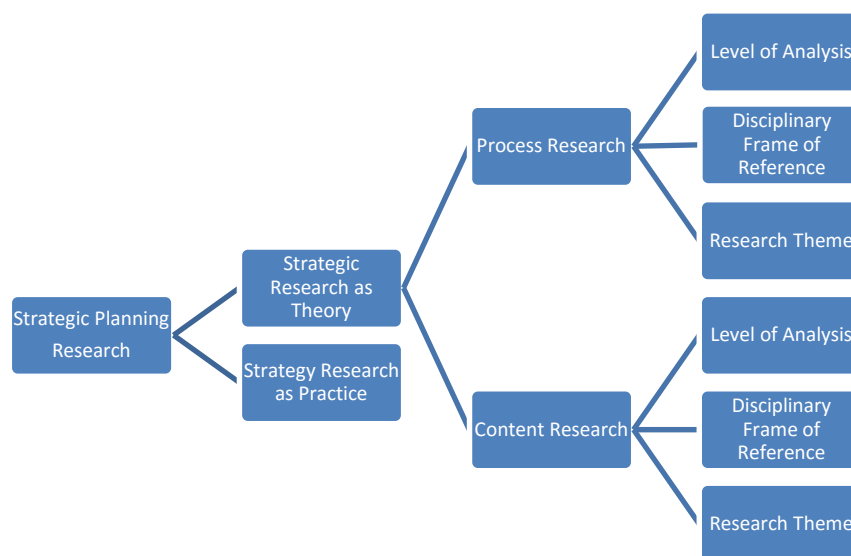 Strategic Planning
Research
Strategic
Research as
Theory
Strategy Research
as Practice
Process Research
Level of Analysis
Disciplinary
Frame of
Reference
Research Theme
Content Research
Level of Analysis
Disciplinary
Frame of
Reference
Research Theme